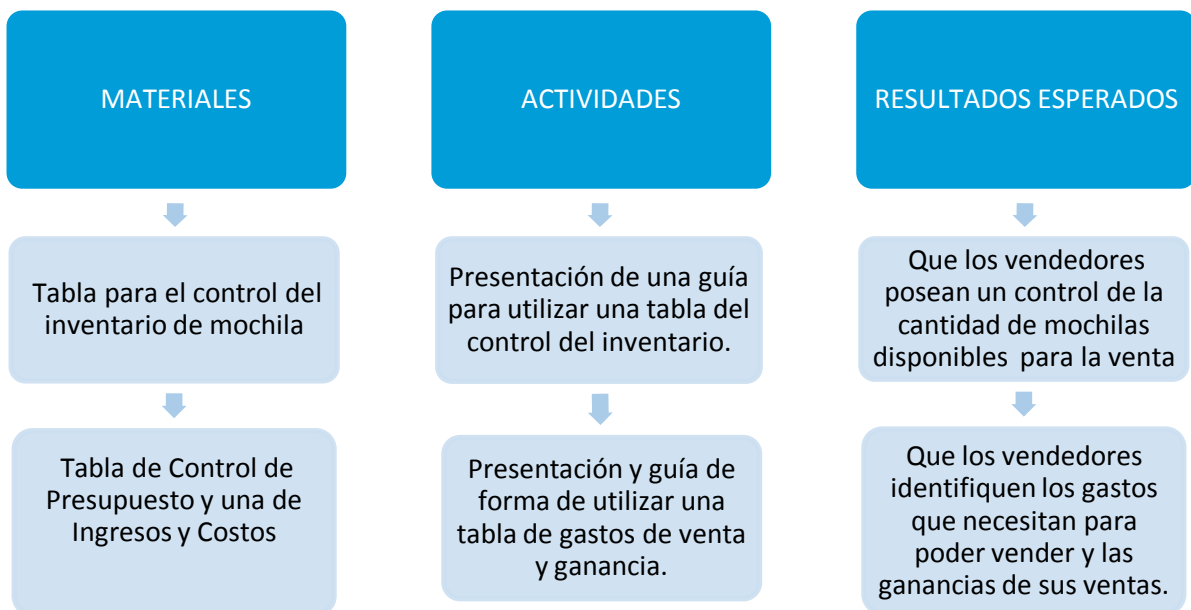 MATERIALES
Tabla para el control del
inventario de mochila
Tabla de Control de
Presupuesto y una de
Ingresos y Costos
ACTIVIDADES
Presentación de una guía
para utilizar una tabla del
control del inventario.
Presentación y guía de
forma de utilizar una
tabla de gastos de venta
y ganancia.
RESULTADOS ESPERADOS
Que los vendedores
posean un control de la
cantidad de mochilas
disponibles para la venta
Que los vendedores
identifiquen los gastos
que necesitan para
poder vender y las
ganancias de sus ventas.